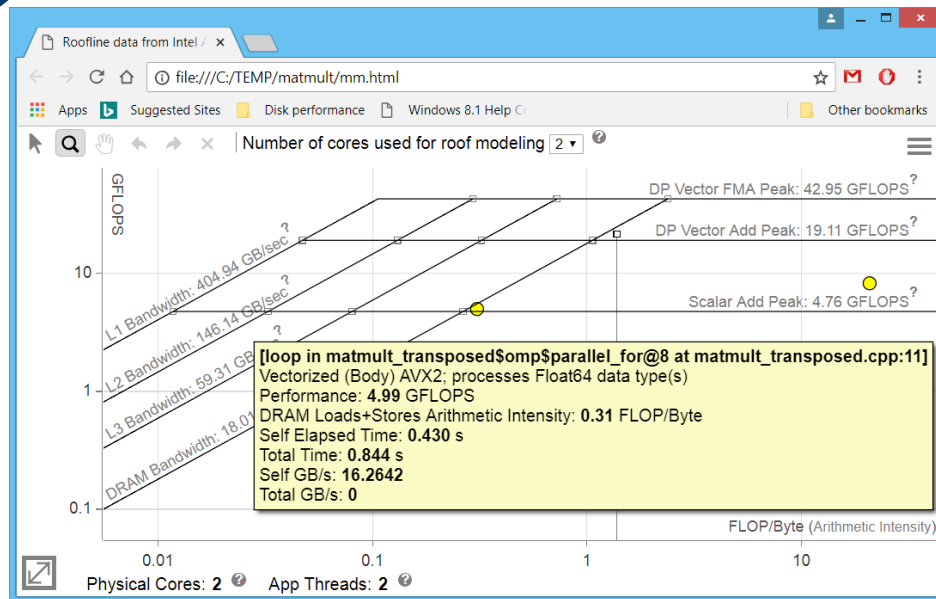 Roofline data from Intel
file:///C:/TEMP/matmult/mm.html
Apps Suggested Sites Disk performance Windows 8.1 Help Other bookmarks
Number of cores used for roof modeling 2 ?
GFLOPS
DP Vector FMA Peak: 42.95 GFLOPS ?
DP Vector Add Peak: 19.11 GFLOPS ?
Scalar Add Peak: 4.76 GFLOPS ?
L1 Bandwidth: 404.94 GB/sec ?
L2 Bandwidth: 146.14 GB/sec ?
L3 Bandwidth: 59.31 GB ?
DRAM Bandwidth: 18.01
10
1
0.1
[loop in matmult_transposed$omp$parallel_for@8 at matmult_transposed.cpp:11]
Vectorized (Body) AVX2; processes Float64 data type(s)
Performance: 4.99 GFLOPS
DRAM Loads+Stores Arithmetic Intensity: 0.31 FLOP/Byte
Self Elapsed Time: 0.430 s
Total Time: 0.844 s
Self GB/s: 16.2642
Total GB/s: 0
FLOP/Byte (Arithmetic Intensity)
0.01 0.1 1 10
Physical Cores: 2 ? App Threads: 2 ?